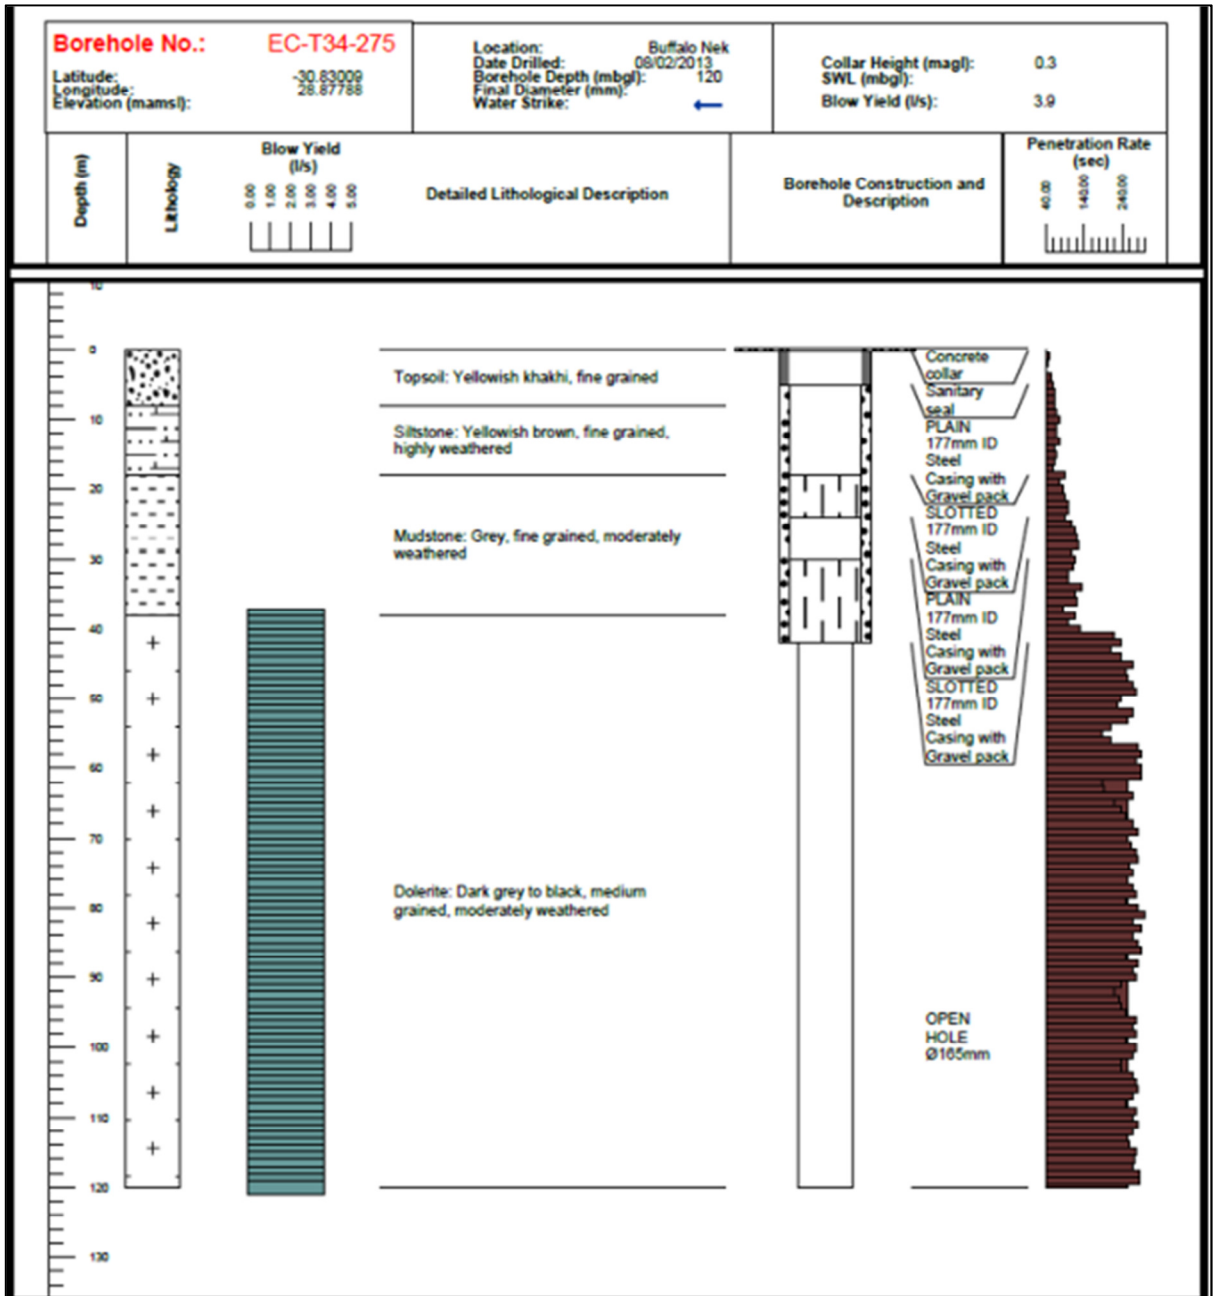 Borehole No.: EC-T34-275
Latitude: -30.83009
Longitude: 28.87788
Elevation (mamsl):
Location: Buffalo Nek
Date Drilled: 08/02/2013
Borehole Depth (mbgl): 120
Final Diameter (mm):
Water Strike:
Collar Height (magl): 0.3
SWL (mbgl):
Blow Yield (l/s): 3.9
Depth (m)
Lithology
Blow Yield
(l/s)
0.00 1.00 2.00 3.00 4.00 5.00
Detailed Lithological Description
Borehole Construction and
Description
Penetration Rate
(sec)
40.00 140.00 240.00
10
0
10
20
30
40
50
60
70
80
90
100
110
120
130
Topsoil: Yellowish khakhi, fine grained
Siltstone: Yellowish brown, fine grained,
highly weathered
Mudstone: Grey, fine grained, moderately
weathered
Dolerite: Dark grey to black, medium
grained, moderately weathered
Concrete
collar
Sanitary
seal
PLAIN
177mm ID
Steel
Casing with
Gravel pack
SLOTTED
177mm ID
Steel
Casing with
Gravel pack
PLAIN
177mm ID
Steel
Casing with
Gravel pack
SLOTTED
177mm ID
Steel
Casing with
Gravel pack
OPEN
HOLE
Ø165mm